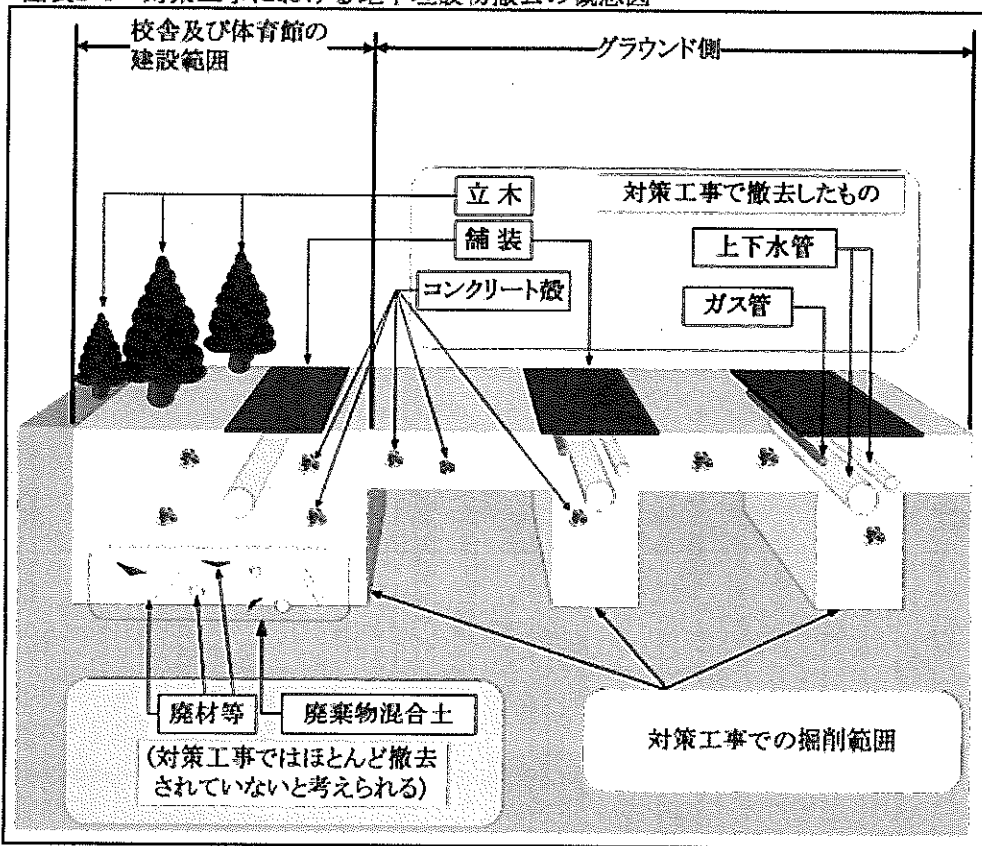 校舎及び体育館の
建設範囲
グラウンド側
立木
対策工事で撤去したもの
舗装
上下水管
コンクリート殻
ガス管
廃材等
廃棄物混合土
(対策工事ではほとんど撤去
されていないと考えられる)
対策工事での掘削範囲